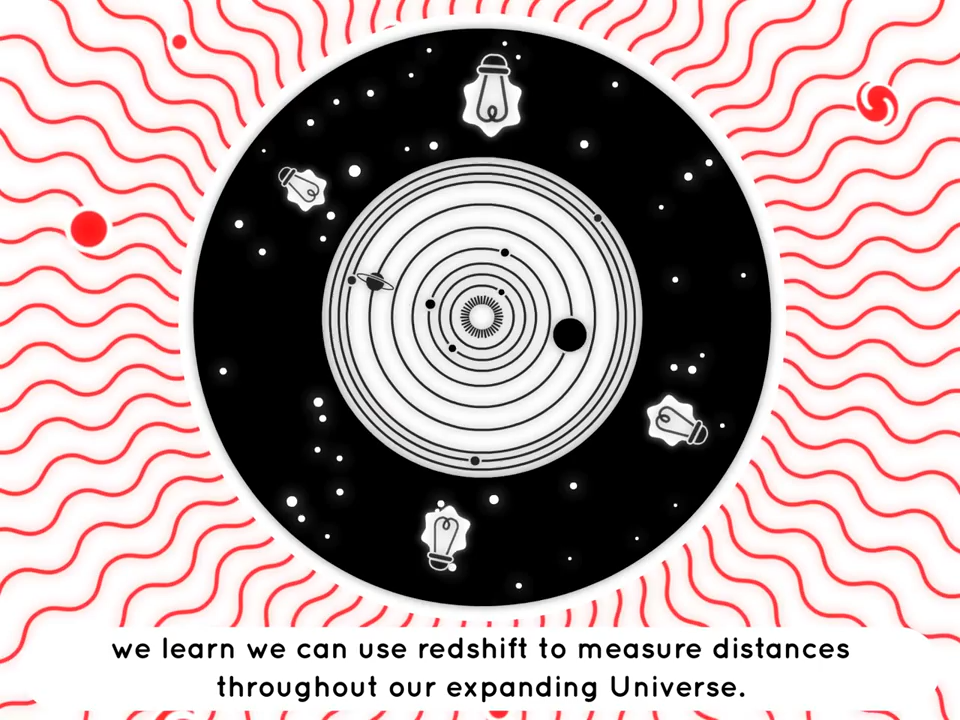 we learn we can use redshift to measure distances
throughout our expanding Universe.